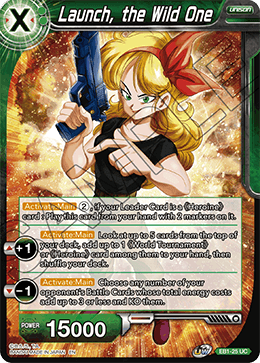 X
Launch, the Wild One
UNISON
Activate:Main 2, if your Leader Card is a 《Heroine》
card : Play this card from your hand with 2 markers on it.
+1 Activate:Main Look at up to 5 cards from the top of
your deck, add up to 1 《World Tournament》
or 《Heroine》 card among them to your hand, then
shuffle your deck.
-1 Activate:Main Choose any number of your
opponent's Battle Cards whose total energy costs
add up to 3 or less and KO them.
POWER
15000
EB1-25 UC